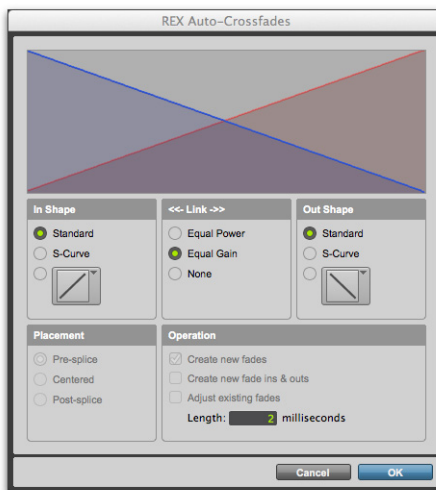 REX Auto-Crossfades
In Shape
Standard
S-Curve
<<- Link ->>
Equal Power
Equal Gain
None
Out Shape
Standard
S-Curve
Placement
Pre-splice
Centered
Post-splice
Operation
Create new fades
Create new fade ins & outs
Adjust existing fades
Length: 2 milliseconds
Cancel OK